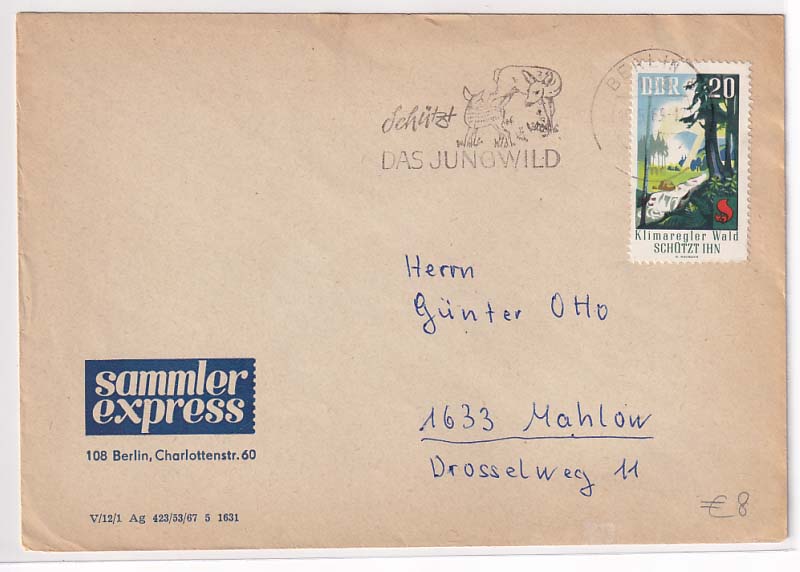 Schützt
DAS JUNGWILD
BERLIN
DDR 20
Klimaregler Wald
SCHÜTZT IHN
Herrn
Günter Otto
1633 Mahlow
Drosselweg 11
sammler
express
108 Berlin, Charlottenstr. 60
V/12/1 Ag 423/53/67 5 1631
€ 8